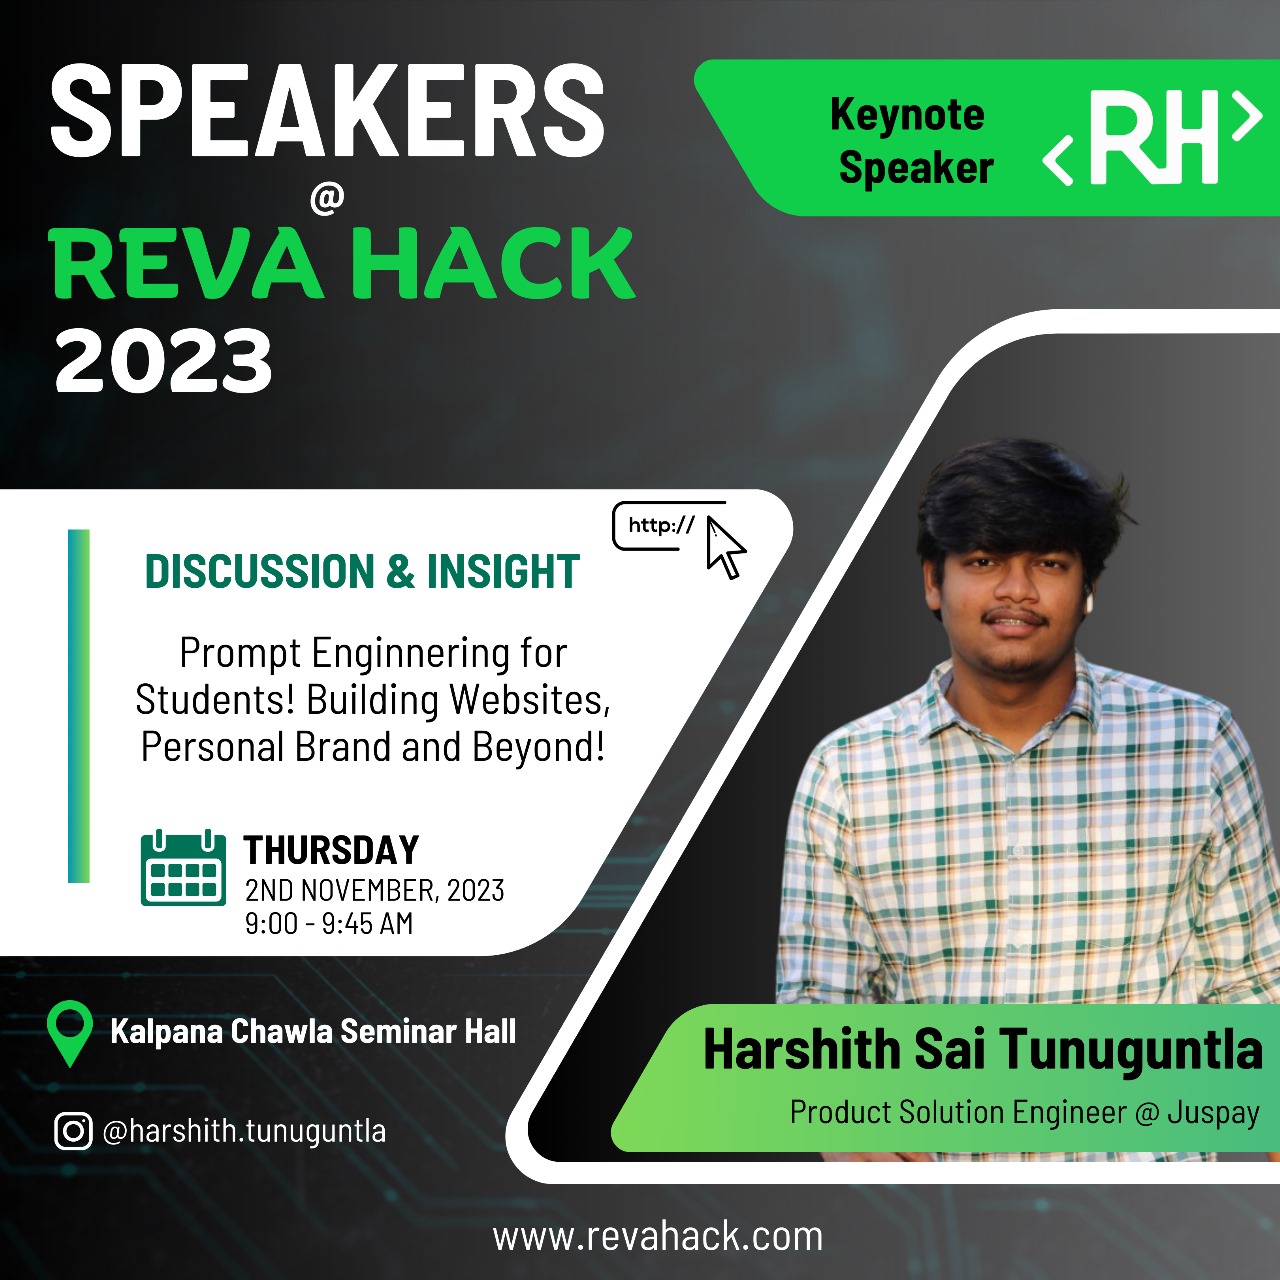 SPEAKERS
@
REVA HACK
2023
Keynote
Speaker
<RH>
http://
DISCUSSION & INSIGHT
Prompt Enginnering for
Students! Building Websites,
Personal Brand and Beyond!
THURSDAY
2ND NOVEMBER, 2023
9:00 - 9:45 AM
Kalpana Chawla Seminar Hall
@harshith.tunuguntla
Harshith Sai Tunuguntla
Product Solution Engineer @ Juspay
www.revahack.com